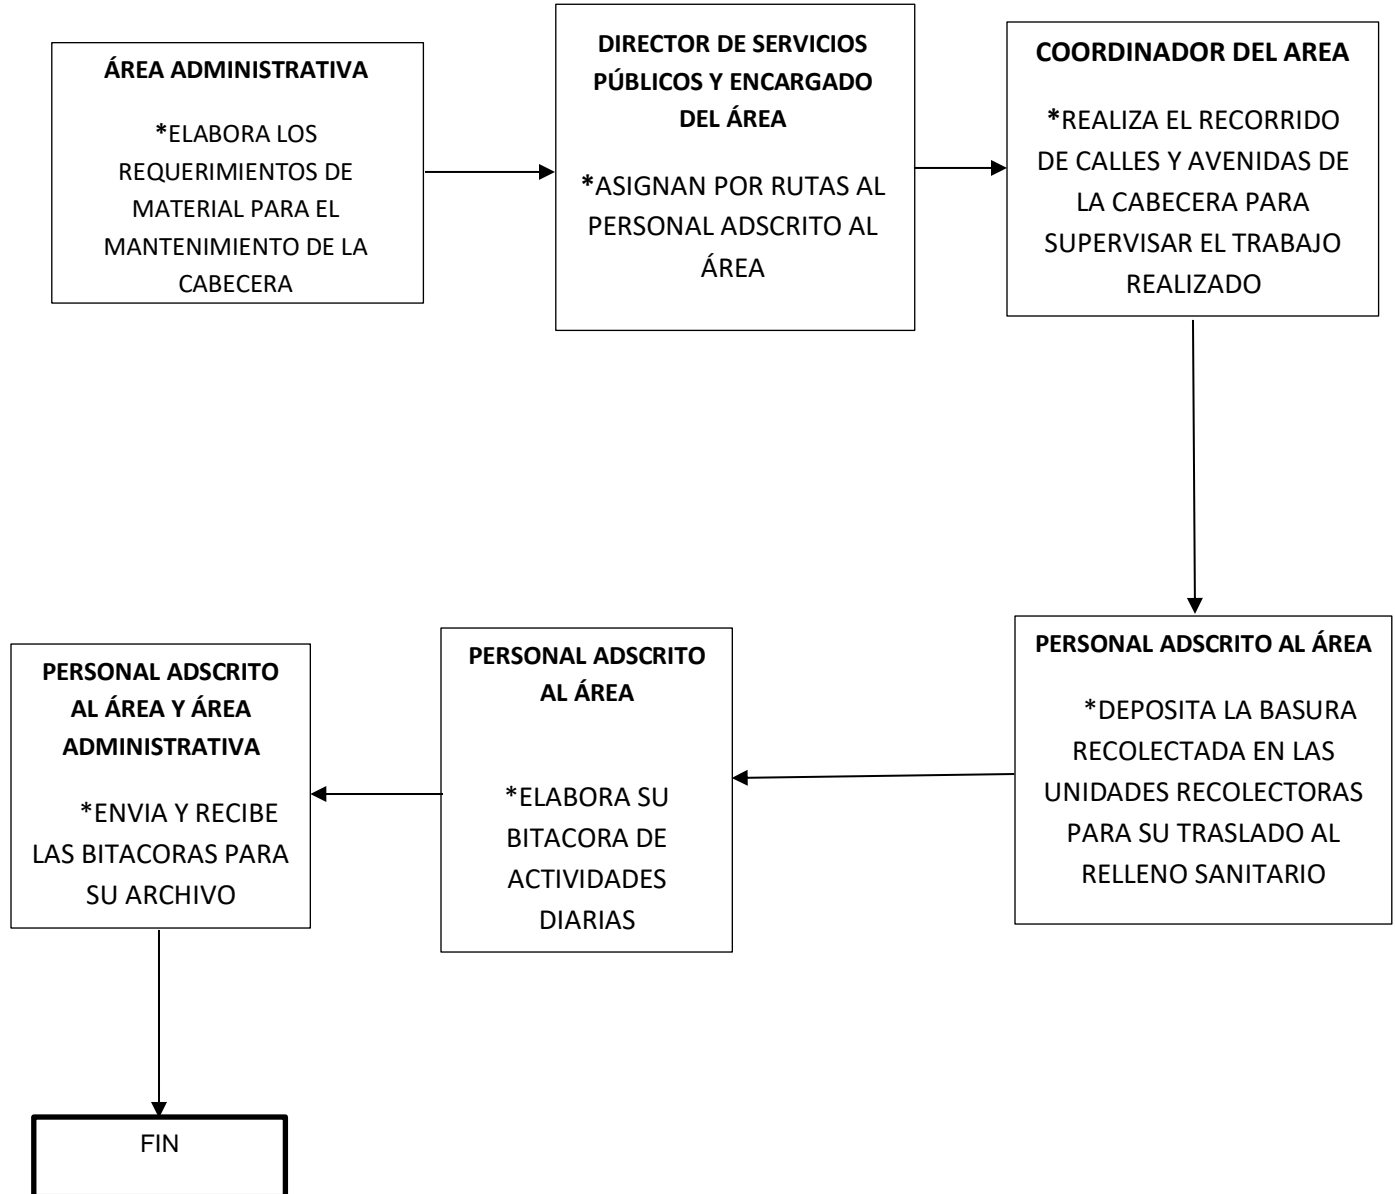 ÁREA ADMINISTRATIVA
*ELABORA LOS
REQUERIMIENTOS DE
MATERIAL PARA EL
MANTENIMIENTO DE LA
CABECERA
DIRECTOR DE SERVICIOS
PÚBLICOS Y ENCARGADO
DEL ÁREA
*ASIGNAN POR RUTAS AL
PERSONAL ADSCRITO AL
ÁREA
COORDINADOR DEL AREA
*REALIZA EL RECORRIDO
DE CALLES Y AVENIDAS DE
LA CABECERA PARA
SUPERVISAR EL TRABAJO
REALIZADO
PERSONAL ADSCRITO AL ÁREA
*DEPOSITA LA BASURA
RECOLECTADA EN LAS
UNIDADES RECOLECTORAS
PARA SU TRASLADO AL
RELLENO SANITARIO
PERSONAL ADSCRITO
AL ÁREA
*ELABORA SU
BITACORA DE
ACTIVIDADES
DIARIAS
PERSONAL ADSCRITO
AL ÁREA Y ÁREA
ADMINISTRATIVA
*ENVIA Y RECIBE
LAS BITACORAS PARA
SU ARCHIVO
FIN